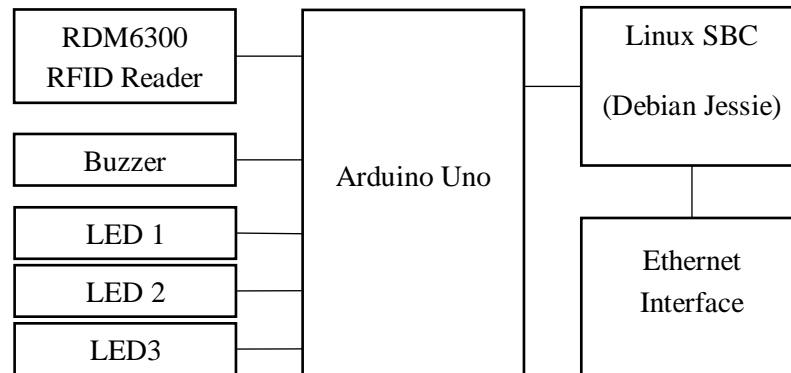 RDM6300
RFID Reader
Buzzer
LED 1
LED 2
LED3
Arduino Uno
Linux SBC
(Debian Jessie)
Ethernet
Interface